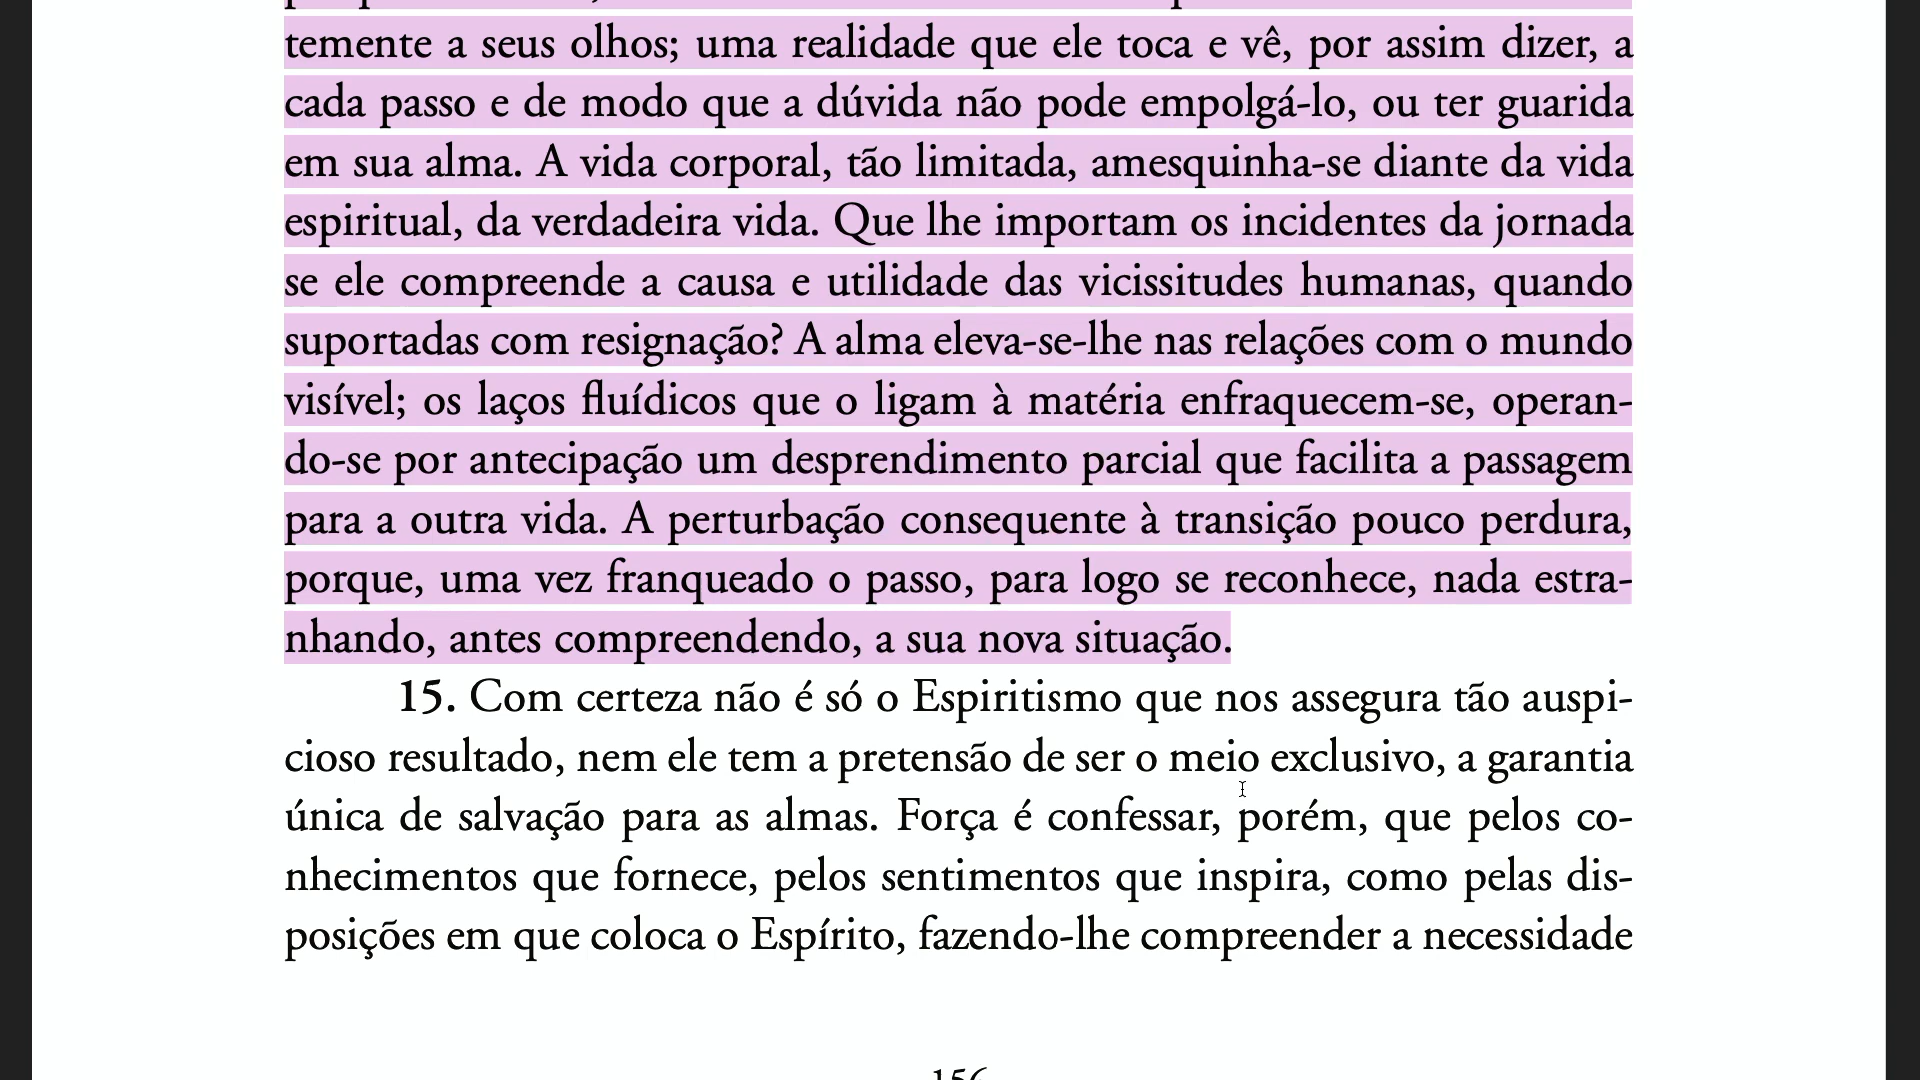 temente a seus olhos; uma realidade que ele toca e vê, por assim dizer, a
cada passo e de modo que a dúvida não pode empolgá-lo, ou ter guarida
em sua alma. A vida corporal, tão limitada, amesquinha-se diante da vida
espiritual, da verdadeira vida. Que lhe importam os incidentes da jornada
se ele compreende a causa e utilidade das vicissitudes humanas, quando
suportadas com resignação? A alma eleva-se-lhe nas relações com o mundo
visível; os laços fluídicos que o ligam à matéria enfraquecem-se, operan-
do-se por antecipação um desprendimento parcial que facilita a passagem
para a outra vida. A perturbação consequente à transição pouco perdura,
porque, uma vez franqueado o passo, para logo se reconhece, nada estra-
nhando, antes compreendendo, a sua nova situação.
15. Com certeza não é só o Espiritismo que nos assegura tão auspi-
cioso resultado, nem ele tem a pretensão de ser o meio exclusivo, a garantia
única de salvação para as almas. Força é confessar, porém, que pelos co-
nhecimentos que fornece, pelos sentimentos que inspira, como pelas dis-
posições em que coloca o Espírito, fazendo-lhe compreender a necessidade
156